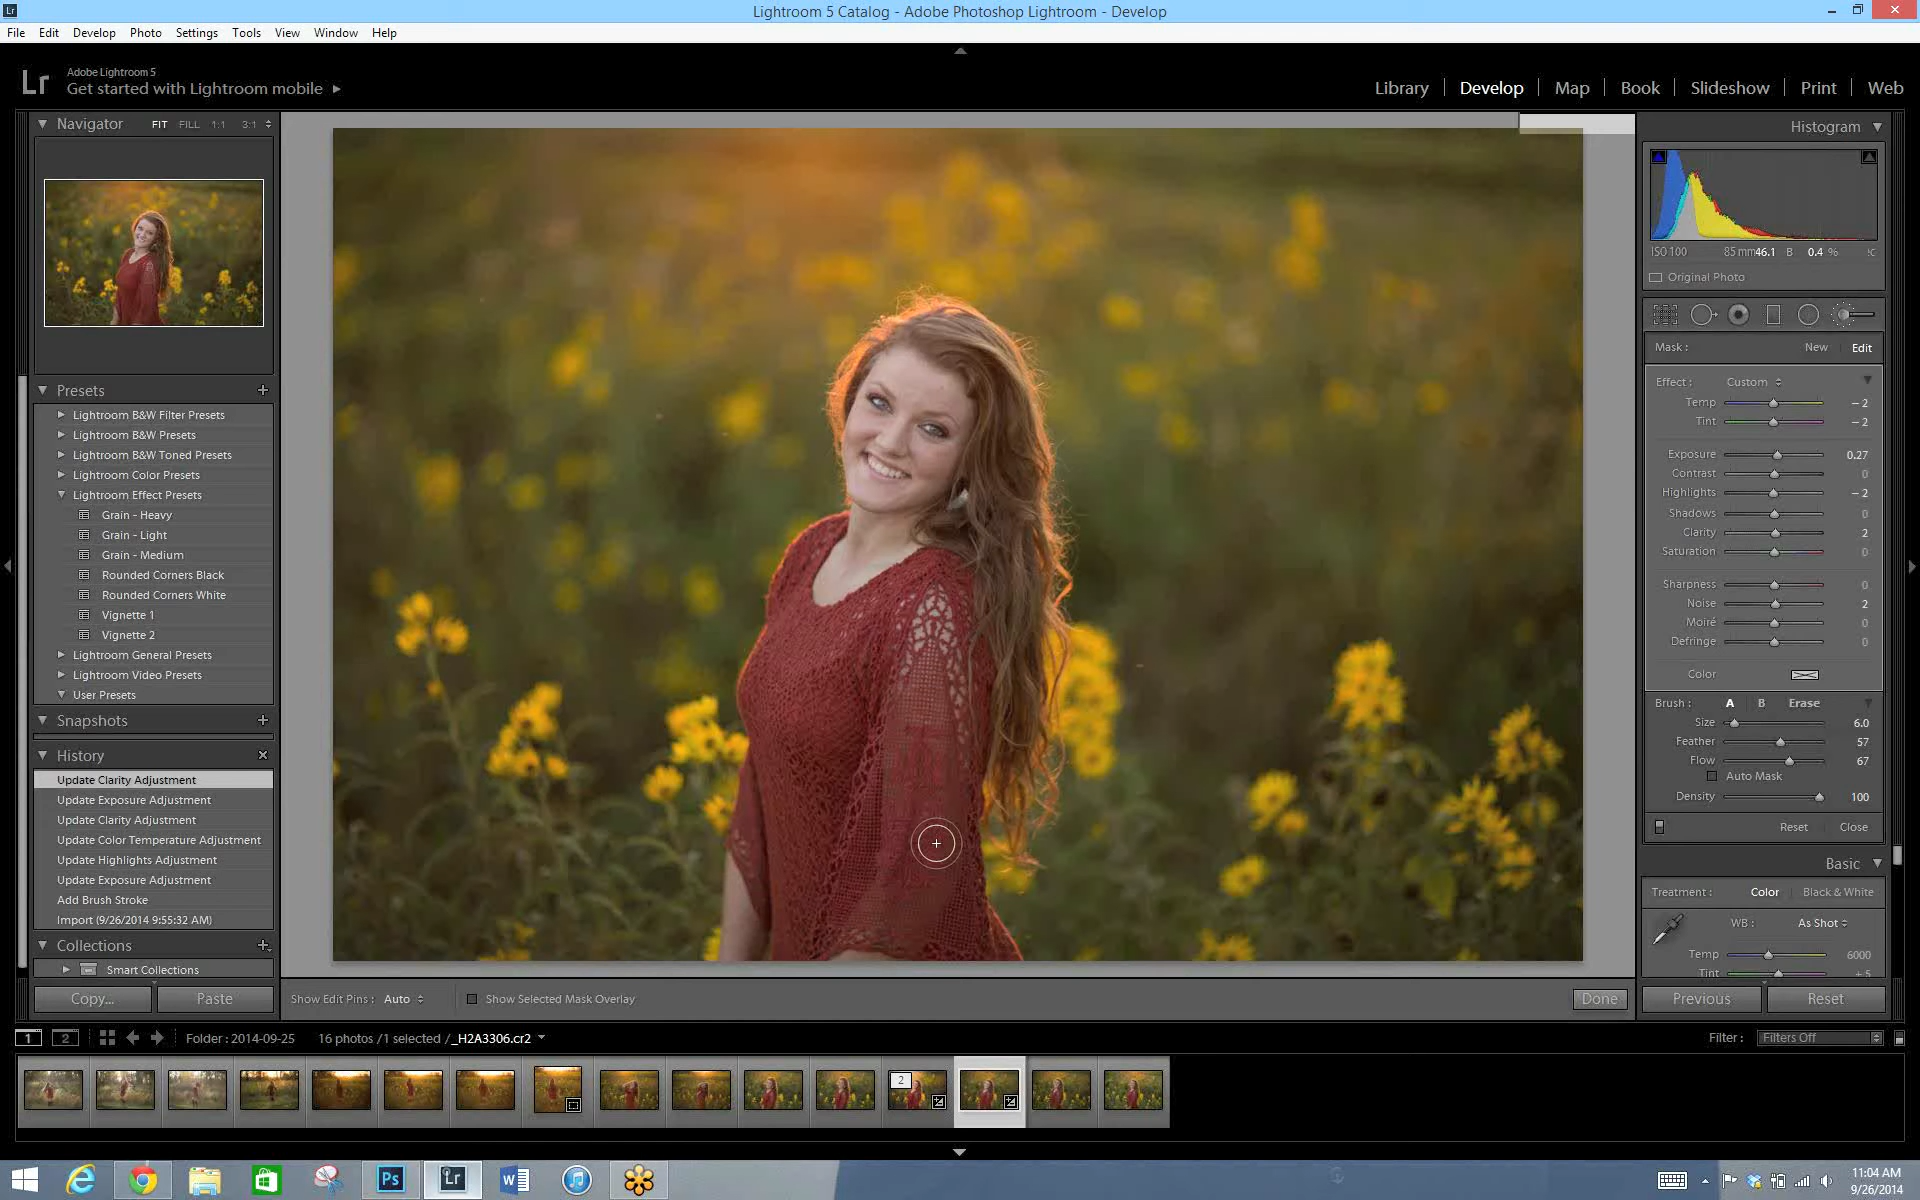 Lr
Lightroom 5 Catalog - Adobe Photoshop Lightroom - Develop
File Edit Develop Photo Settings Tools View Window Help
Lr
Adobe Lightroom 5
Get started with Lightroom mobile
Library Develop Map Book Slideshow Print Web
Navigator FIT FILL 1:1 3:1
Presets
Lightroom B&W Filter Presets
Lightroom B&W Presets
Lightroom B&W Toned Presets
Lightroom Color Presets
Lightroom Effect Presets
Grain - Heavy
Grain - Light
Grain - Medium
Rounded Corners Black
Rounded Corners White
Vignette 1
Vignette 2
Lightroom General Presets
Lightroom Video Presets
User Presets
Snapshots
History
Update Clarity Adjustment
Update Exposure Adjustment
Update Clarity Adjustment
Update Color Temperature Adjustment
Update Highlights Adjustment
Update Exposure Adjustment
Add Brush Stroke
Import (9/26/2014 9:55:32 AM)
Collections
Smart Collections
Copy... Paste
Show Edit Pins : Auto
Show Selected Mask Overlay
Done
Histogram
ISO 100 85 mm 46.1 B 0.4 %
Original Photo
Mask : New Edit
Effect : Custom
Temp - 2
Tint - 2
Exposure 0.27
Contrast 0
Highlights - 2
Shadows 0
Clarity 2
Saturation 0
Sharpness 0
Noise 2
Moiré 0
Defringe 0
Color
Brush : A B Erase
Size 6.0
Feather 57
Flow 67
Auto Mask
Density 100
Reset Close
Basic
Treatment : Color Black & White
WB : As Shot
Temp 6000
Tint + 5
Previous Reset
1 2 Folder : 2014-09-25 16 photos /1 selected /_H2A3306.cr2
Filter : Filters Off
2
Ps Lr W
11:04 AM
9/26/2014